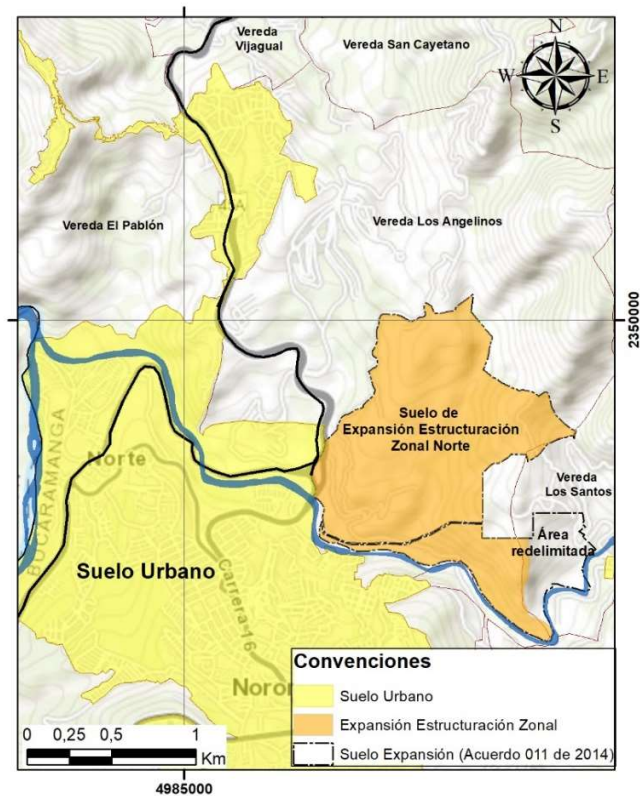 4985000
Vereda
Vijagual
Vereda San Cayetano
N
W
E
S
Vereda El Pablón
Vereda Los Angelinos
2350000
Suelo de
Expansión Estructuración
Zonal Norte
BUCARAMANGA
Norte
Vereda
Los Santos
Área
redelimitada
Suelo Urbano
Carrera 16
Noror
Convenciones
Suelo Urbano
Expansión Estructuración Zonal
Suelo Expansión (Acuerdo 011 de 2014)
0 0,25 0,5 1
Km
4985000